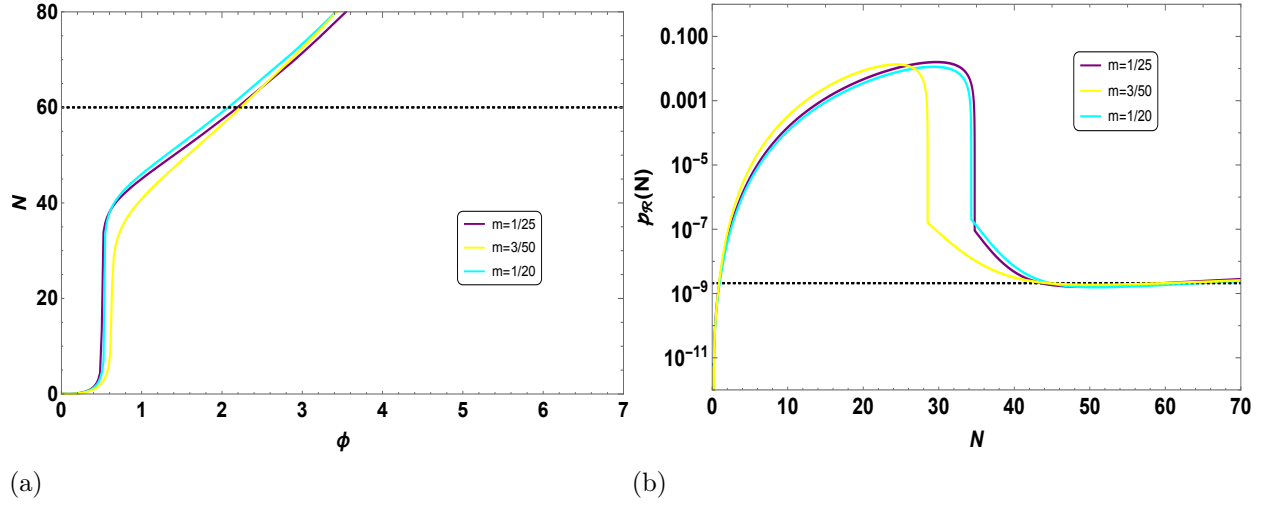 80
60
40
20
0
N
0 1 2 3 4 5 6 7
ϕ
m=1/25
m=3/50
m=1/20
(a)
0.100
0.001
10^-5
10^-7
10^-9
10^-11
p_ℛ(N)
0 10 20 30 40 50 60 70
N
m=1/25
m=3/50
m=1/20
(b)